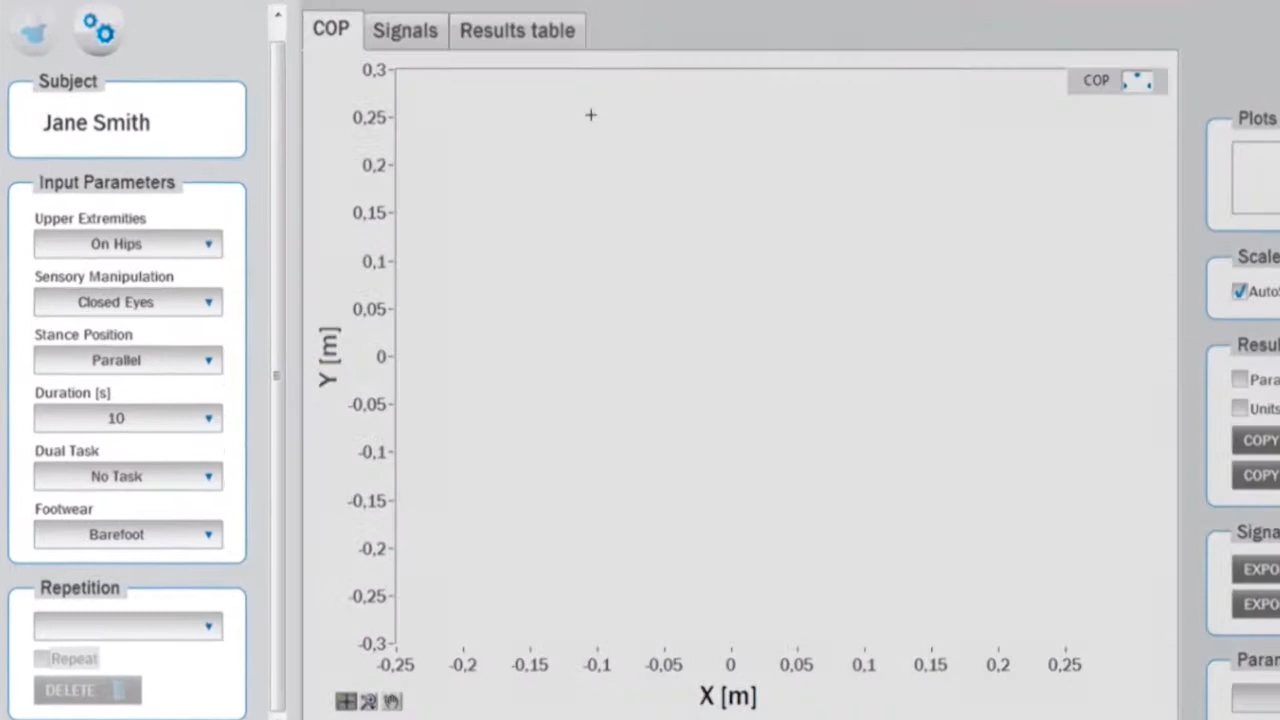 Subject
Jane Smith
Input Parameters
Upper Extremities
On Hips
Sensory Manipulation
Closed Eyes
Stance Position
Parallel
Duration [s]
10
Dual Task
No Task
Footwear
Barefoot
Repetition
Repeat
DELETE
COP Signals Results table
COP
0,3
0,25
0,2
0,15
0,1
0,05
0
-0,05
-0,1
-0,15
-0,2
-0,25
-0,3
Y [m]
-0,25 -0,2 -0,15 -0,1 -0,05 0 0,05 0,1 0,15 0,2 0,25
X [m]
Plots
Scale
Auto
Resul
Para
Units
COPY
COPY
Signa
EXPO
EXPO
Param